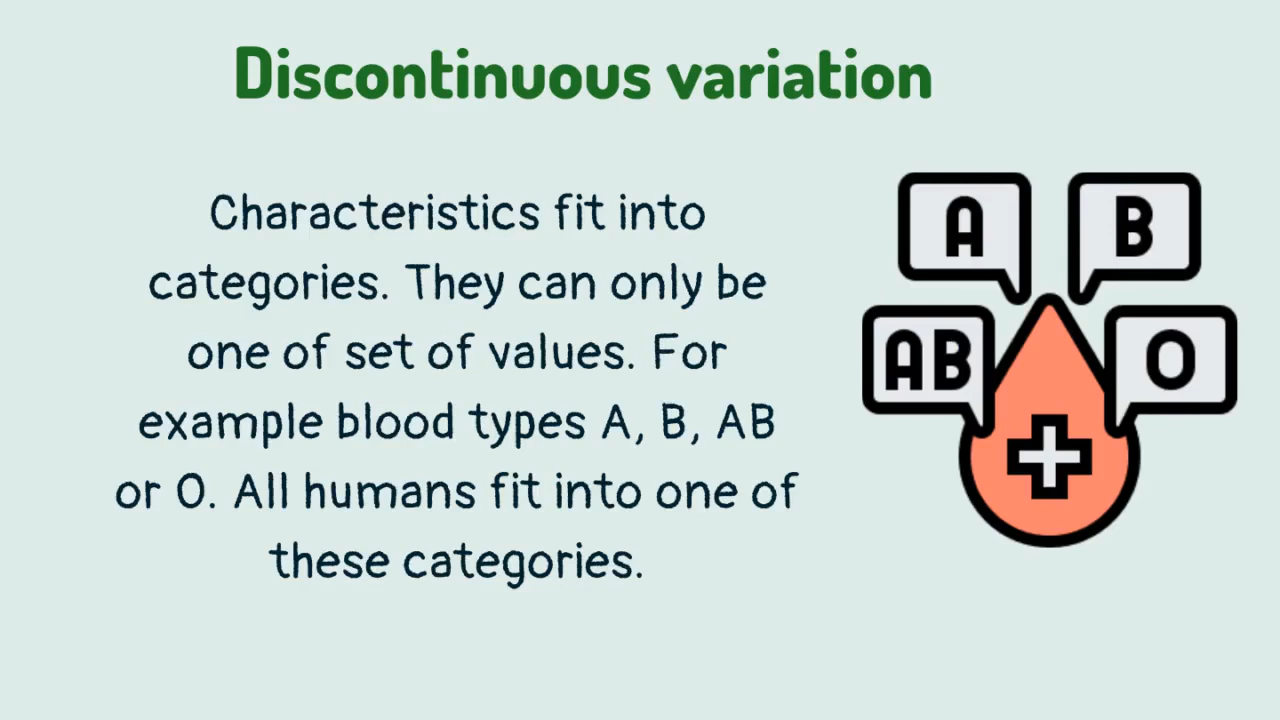 Discontinuous variation
Characteristics fit into
categories. They can only be
one of set of values. For
example blood types A, B, AB
or O. All humans fit into one of
these categories.
A
B
AB
O